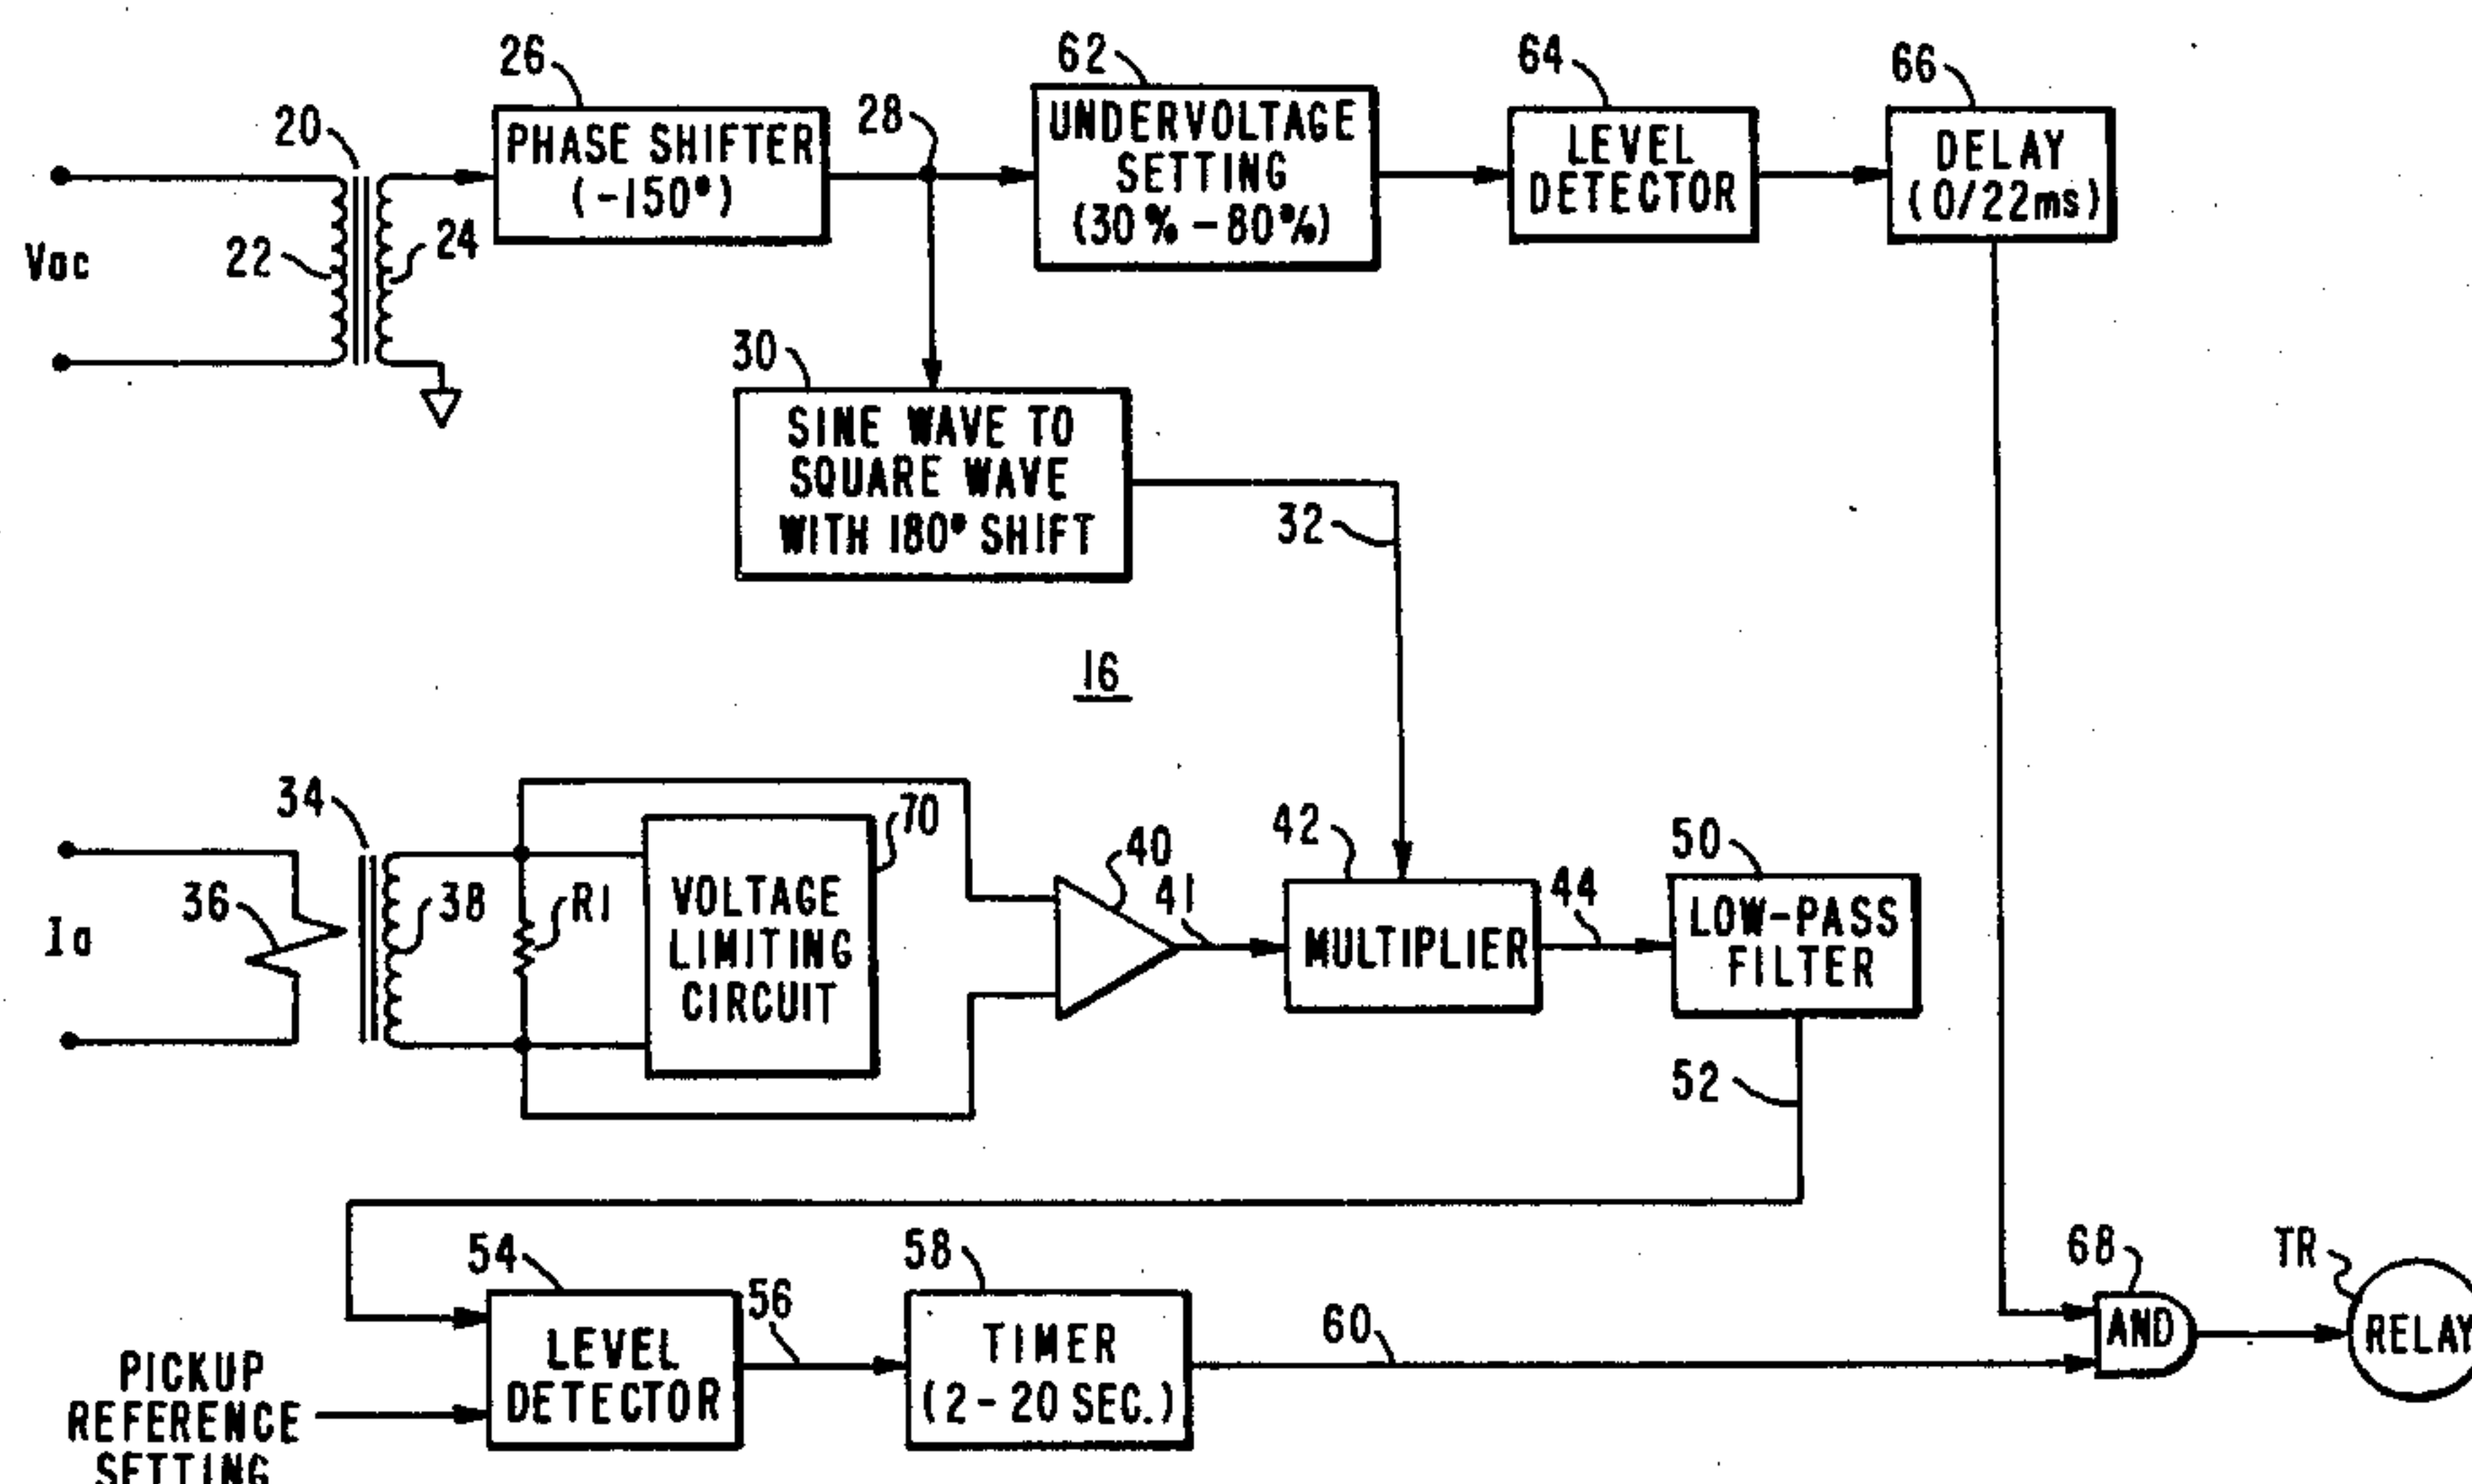 26
62
64
66
20
28
PHASE SHIFTER
(-150°)
UNDERVOLTAGE
SETTING
(30% - 80%)
LEVEL
DETECTOR
DELAY
(0/22ms)
Vac
22
24
30
SINE WAVE TO
SQUARE WAVE
WITH 180° SHIFT
32
16
34
70
40
41
42
44
50
36
38
R1
Ia
VOLTAGE
LIMITING
CIRCUIT
MULTIPLIER
LOW-PASS
FILTER
52
54
56
58
60
68
TR
LEVEL
DETECTOR
TIMER
(2-20 SEC.)
AND
RELAY
PICKUP
REFERENCE
SETTING